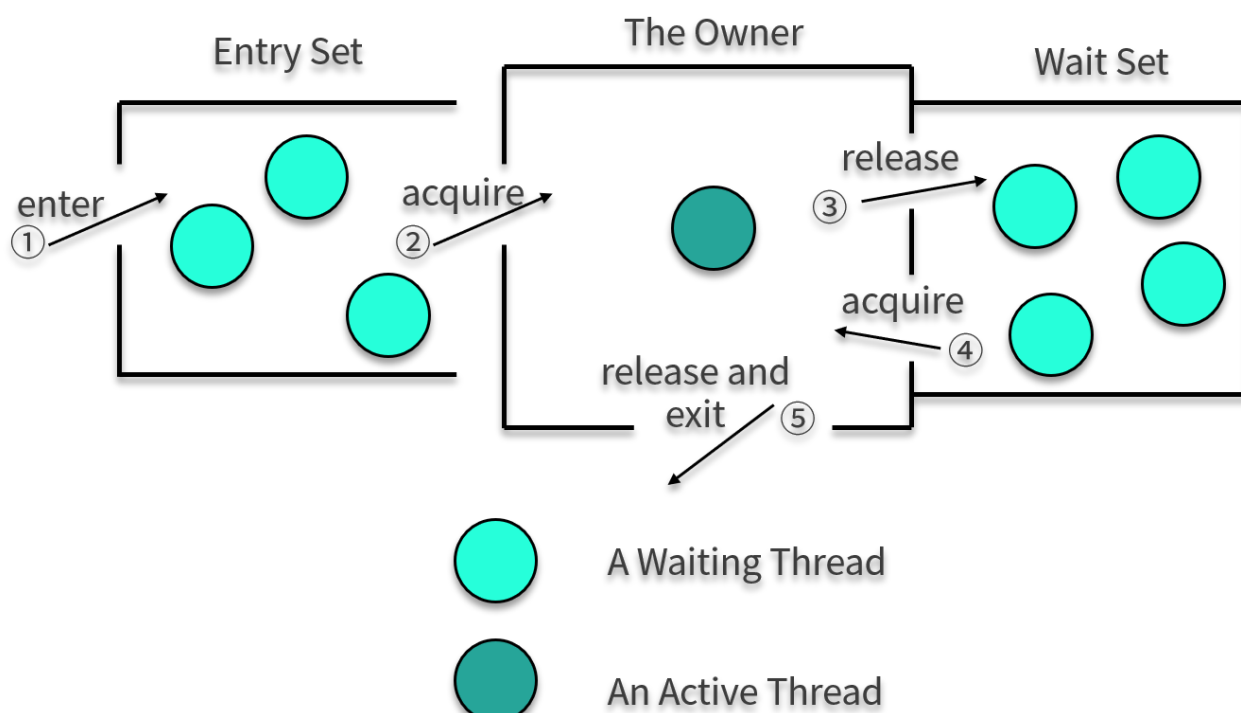 Entry Set
The Owner
Wait Set
enter
①
acquire
②
release
③
acquire
④
release and
exit
⑤
A Waiting Thread
An Active Thread